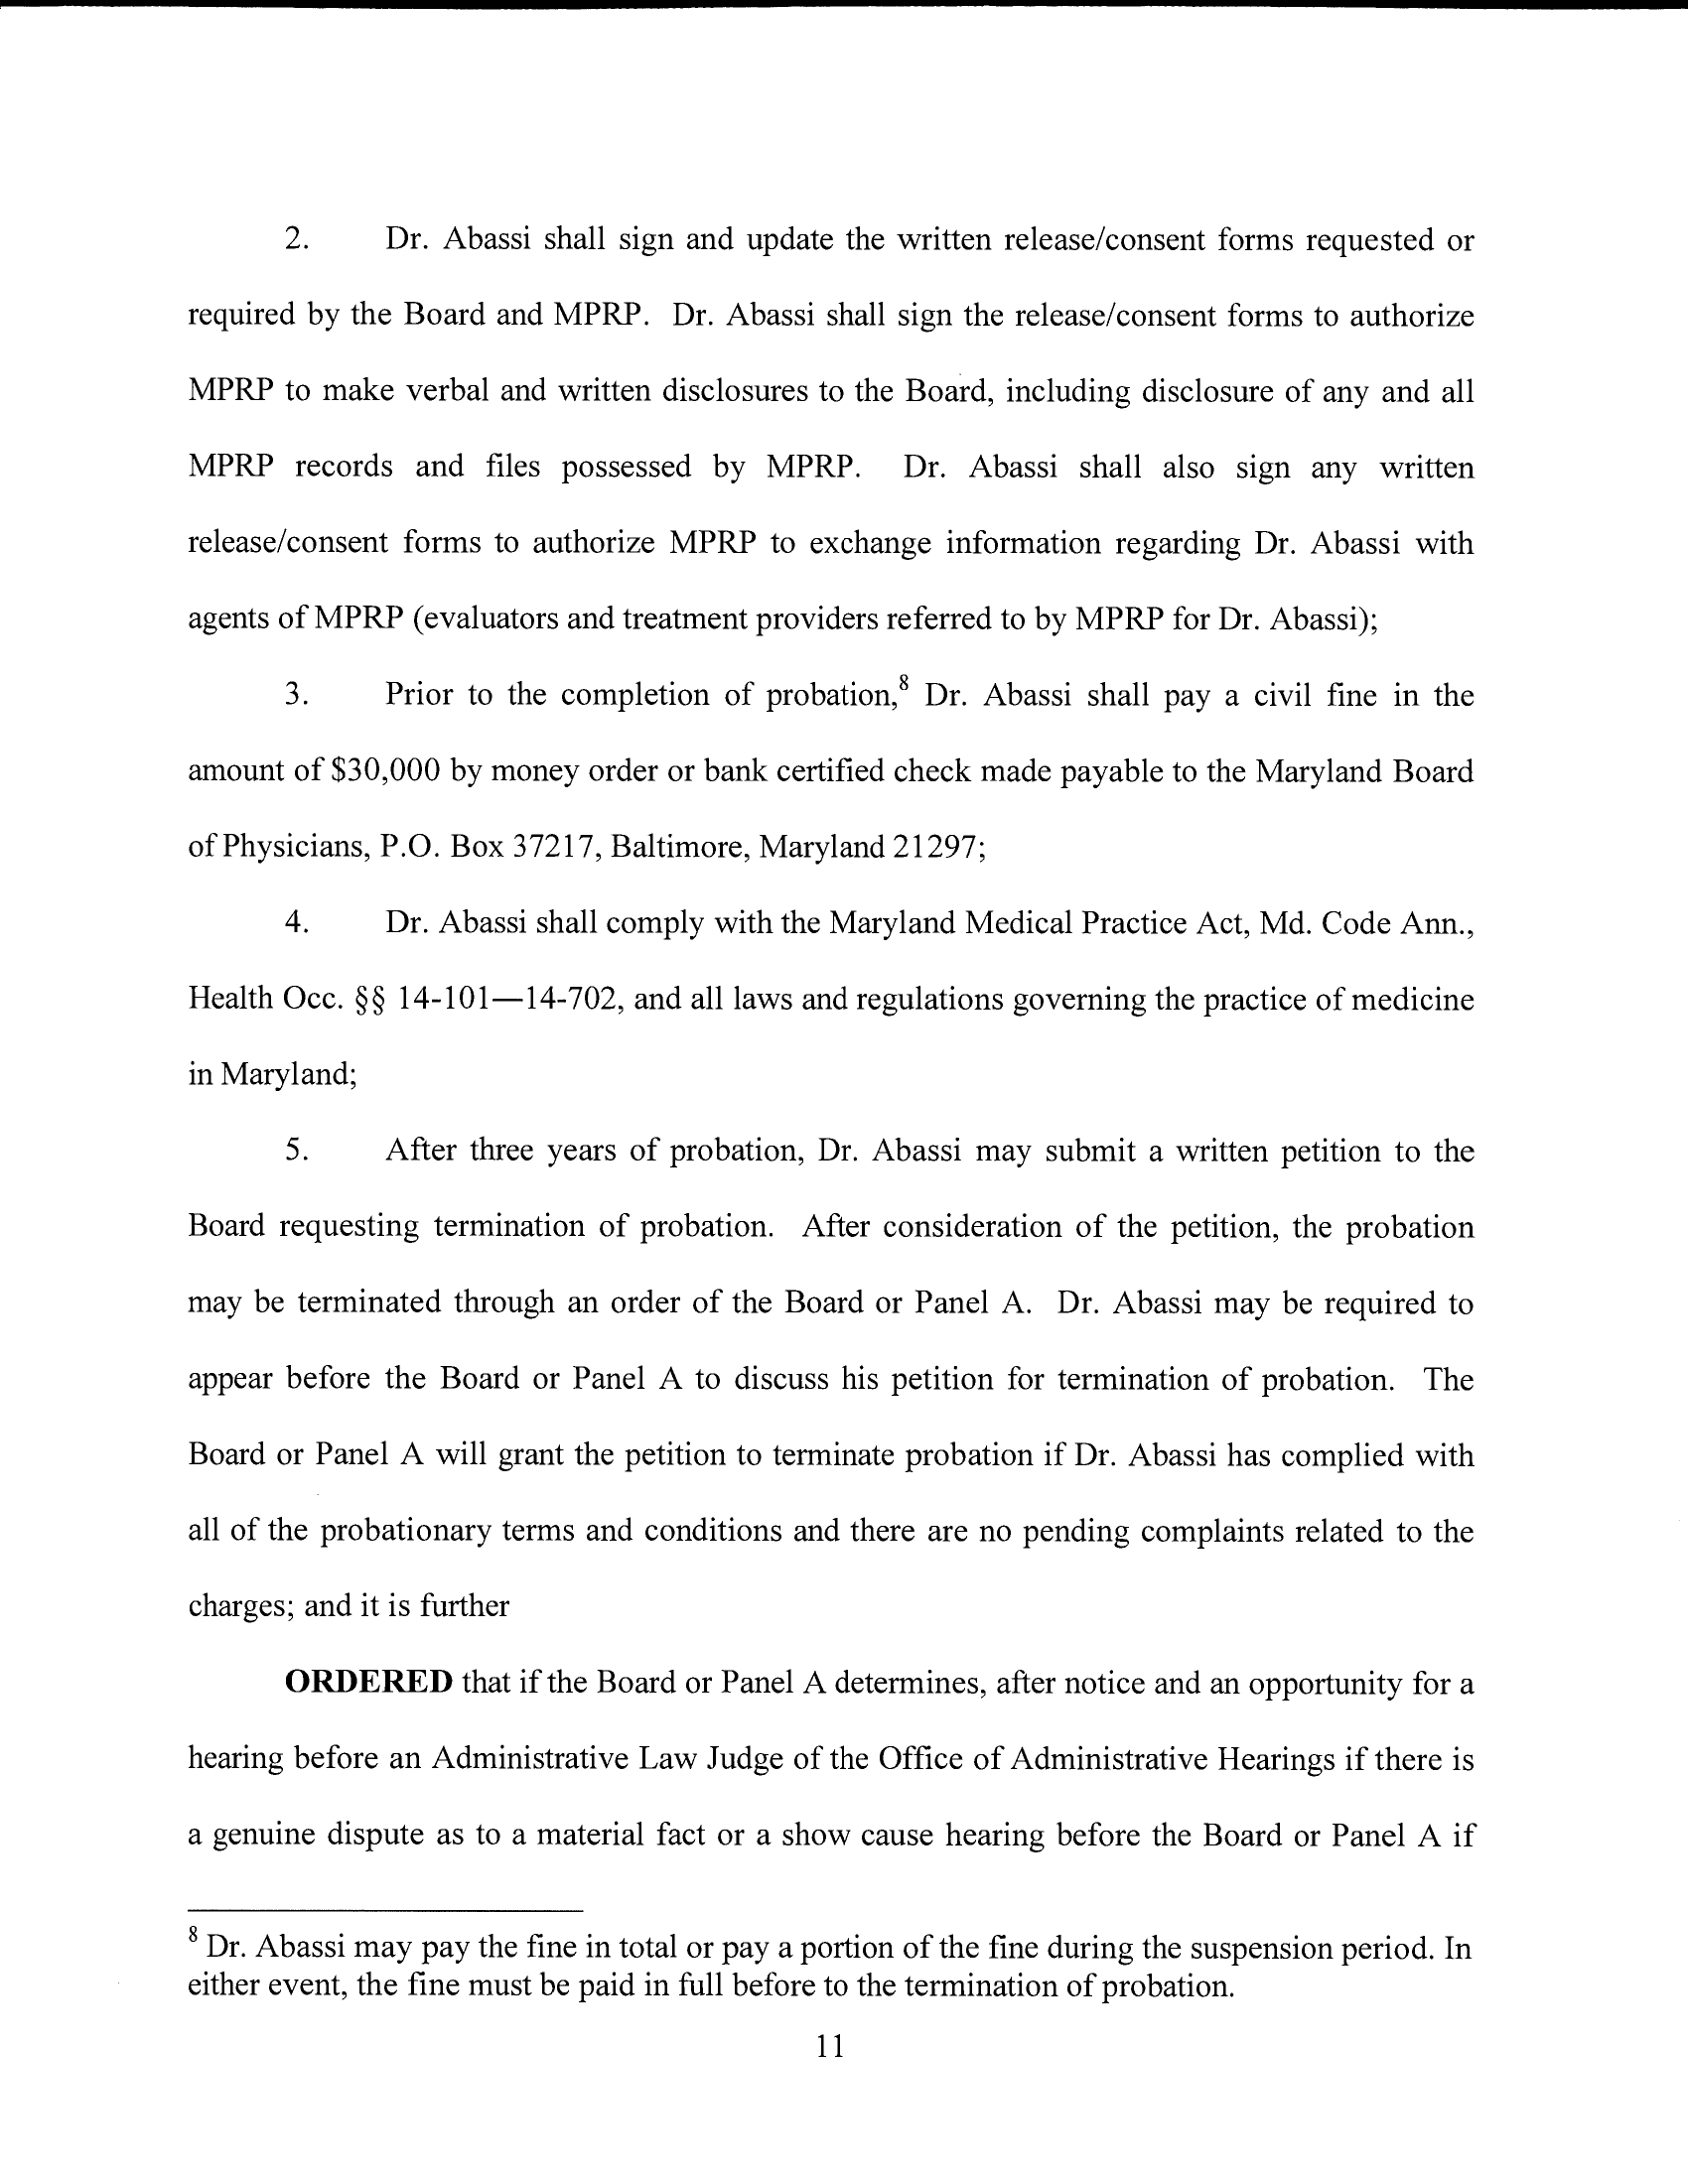 2. Dr. Abassi shall sign and update the written release/consent forms requested or
required by the Board and MPRP. Dr. Abassi shall sign the release/consent forms to authorize
MPRP to make verbal and written disclosures to the Board, including disclosure of any and all
MPRP records and files possessed by MPRP. Dr. Abassi shall also sign any written
release/consent forms to authorize MPRP to exchange information regarding Dr. Abassi with
agents of MPRP (evaluators and treatment providers referred to by MPRP for Dr. Abassi);
3. Prior to the completion of probation,⁸ Dr. Abassi shall pay a civil fine in the
amount of $30,000 by money order or bank certified check made payable to the Maryland Board
of Physicians, P.O. Box 37217, Baltimore, Maryland 21297;
4. Dr. Abassi shall comply with the Maryland Medical Practice Act, Md. Code Ann.,
Health Occ. §§ 14-101—14-702, and all laws and regulations governing the practice of medicine
in Maryland;
5. After three years of probation, Dr. Abassi may submit a written petition to the
Board requesting termination of probation. After consideration of the petition, the probation
may be terminated through an order of the Board or Panel A. Dr. Abassi may be required to
appear before the Board or Panel A to discuss his petition for termination of probation. The
Board or Panel A will grant the petition to terminate probation if Dr. Abassi has complied with
all of the probationary terms and conditions and there are no pending complaints related to the
charges; and it is further
ORDERED that if the Board or Panel A determines, after notice and an opportunity for a
hearing before an Administrative Law Judge of the Office of Administrative Hearings if there is
a genuine dispute as to a material fact or a show cause hearing before the Board or Panel A if
⁸ Dr. Abassi may pay the fine in total or pay a portion of the fine during the suspension period. In
either event, the fine must be paid in full before to the termination of probation.
11